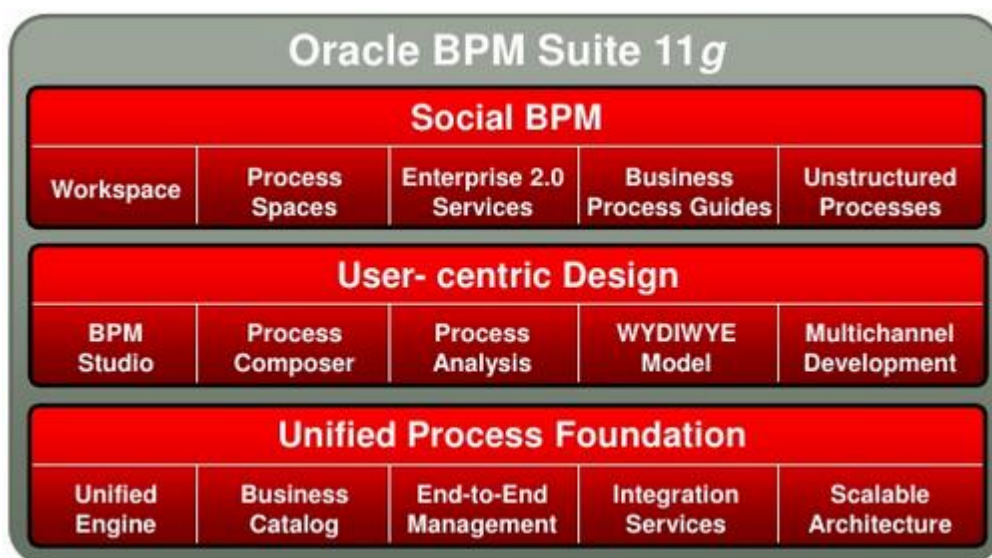 Oracle BPM Suite 11g
Social BPM
Workspace
Process
Spaces
Enterprise 2.0
Services
Business
Process Guides
Unstructured
Processes
User- centric Design
BPM
Studio
Process
Composer
Process
Analysis
WYDIWYE
Model
Multichannel
Development
Unified Process Foundation
Unified
Engine
Business
Catalog
End-to-End
Management
Integration
Services
Scalable
Architecture